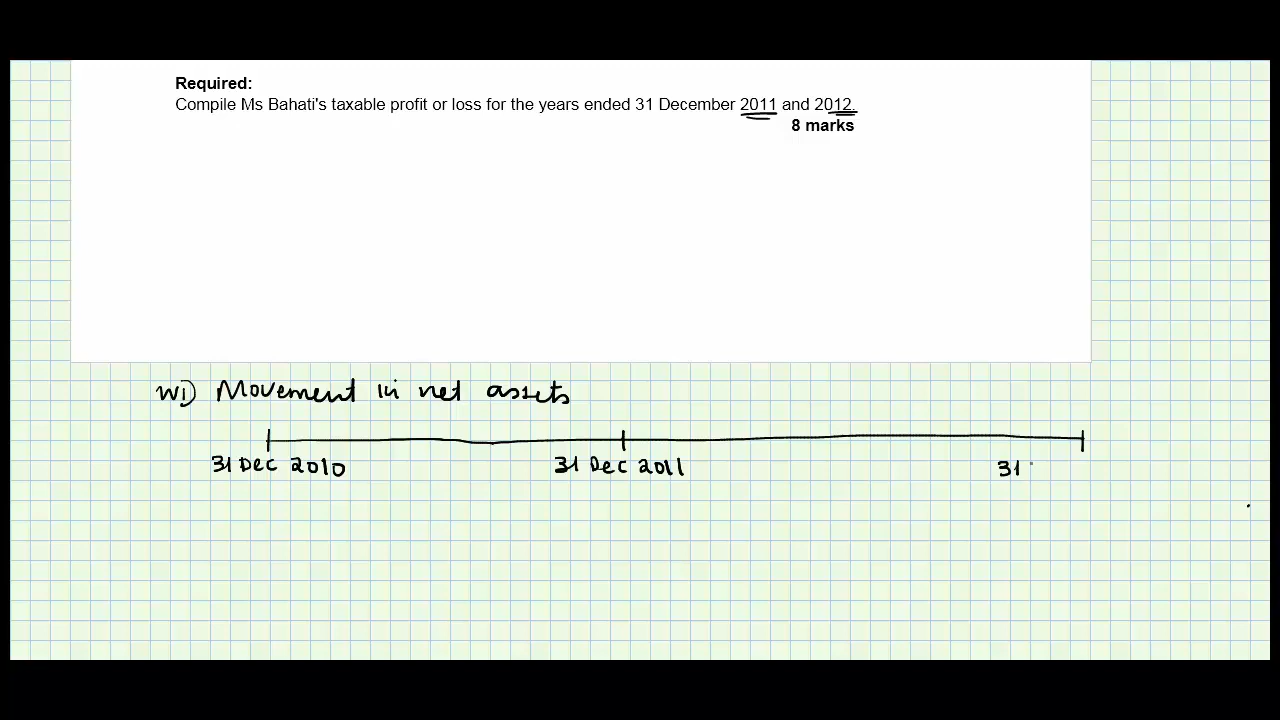 Required:
Compile Ms Bahati's taxable profit or loss for the years ended 31 December 2011 and 2012.
8 marks
W1) Movement in net assets
31 Dec 2010 31 Dec 2011 31